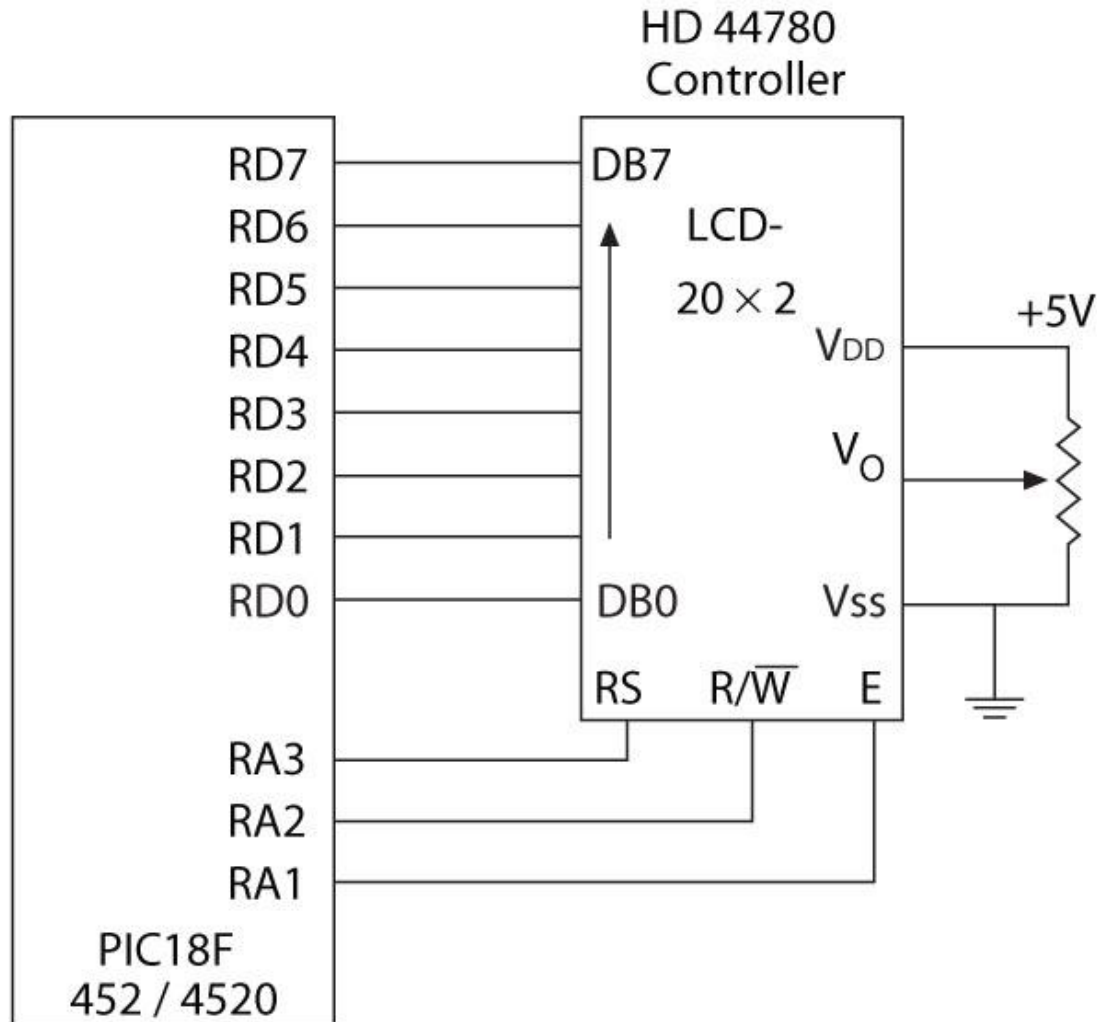 HD 44780
Controller
RD7
RD6
RD5
RD4
RD3
RD2
RD1
RD0
RA3
RA2
RA1
PIC18F
452 / 4520
DB7
LCD-
20 × 2
DB0
RS R/W̅ E
VDD
VO
VSS
+5V